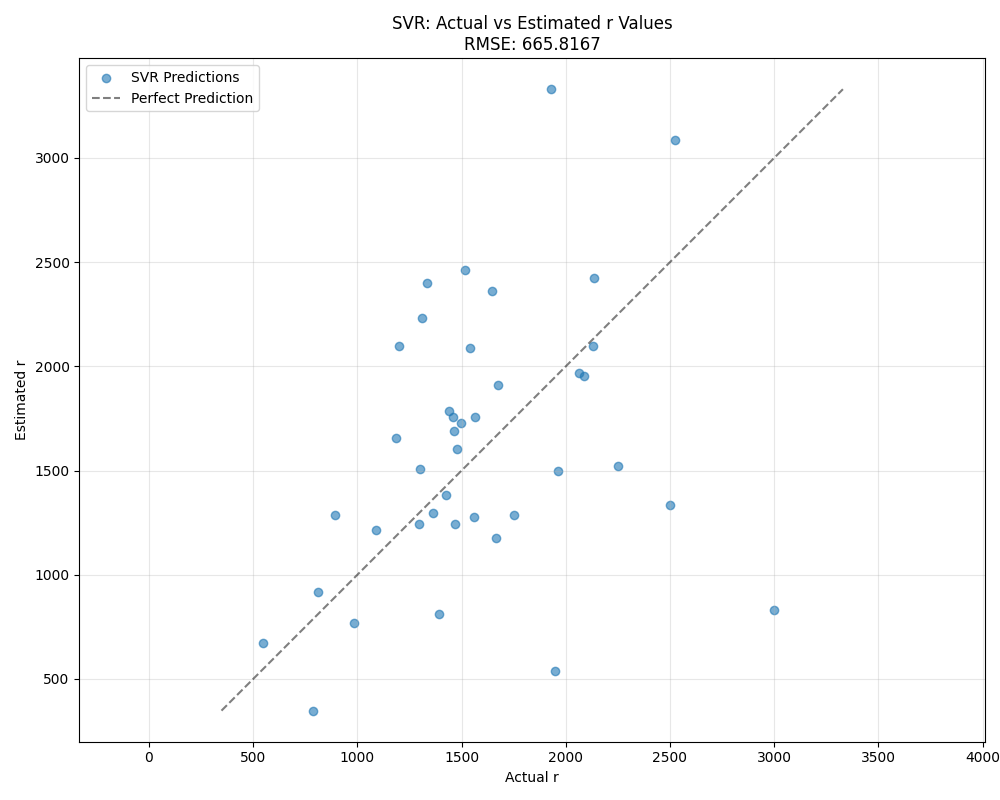 SVR: Actual vs Estimated r Values
RMSE: 665.8167
SVR Predictions
Perfect Prediction
3000
2500
2000
1500
1000
500
Estimated r
0 500 1000 1500 2000 2500 3000 3500 4000
Actual r